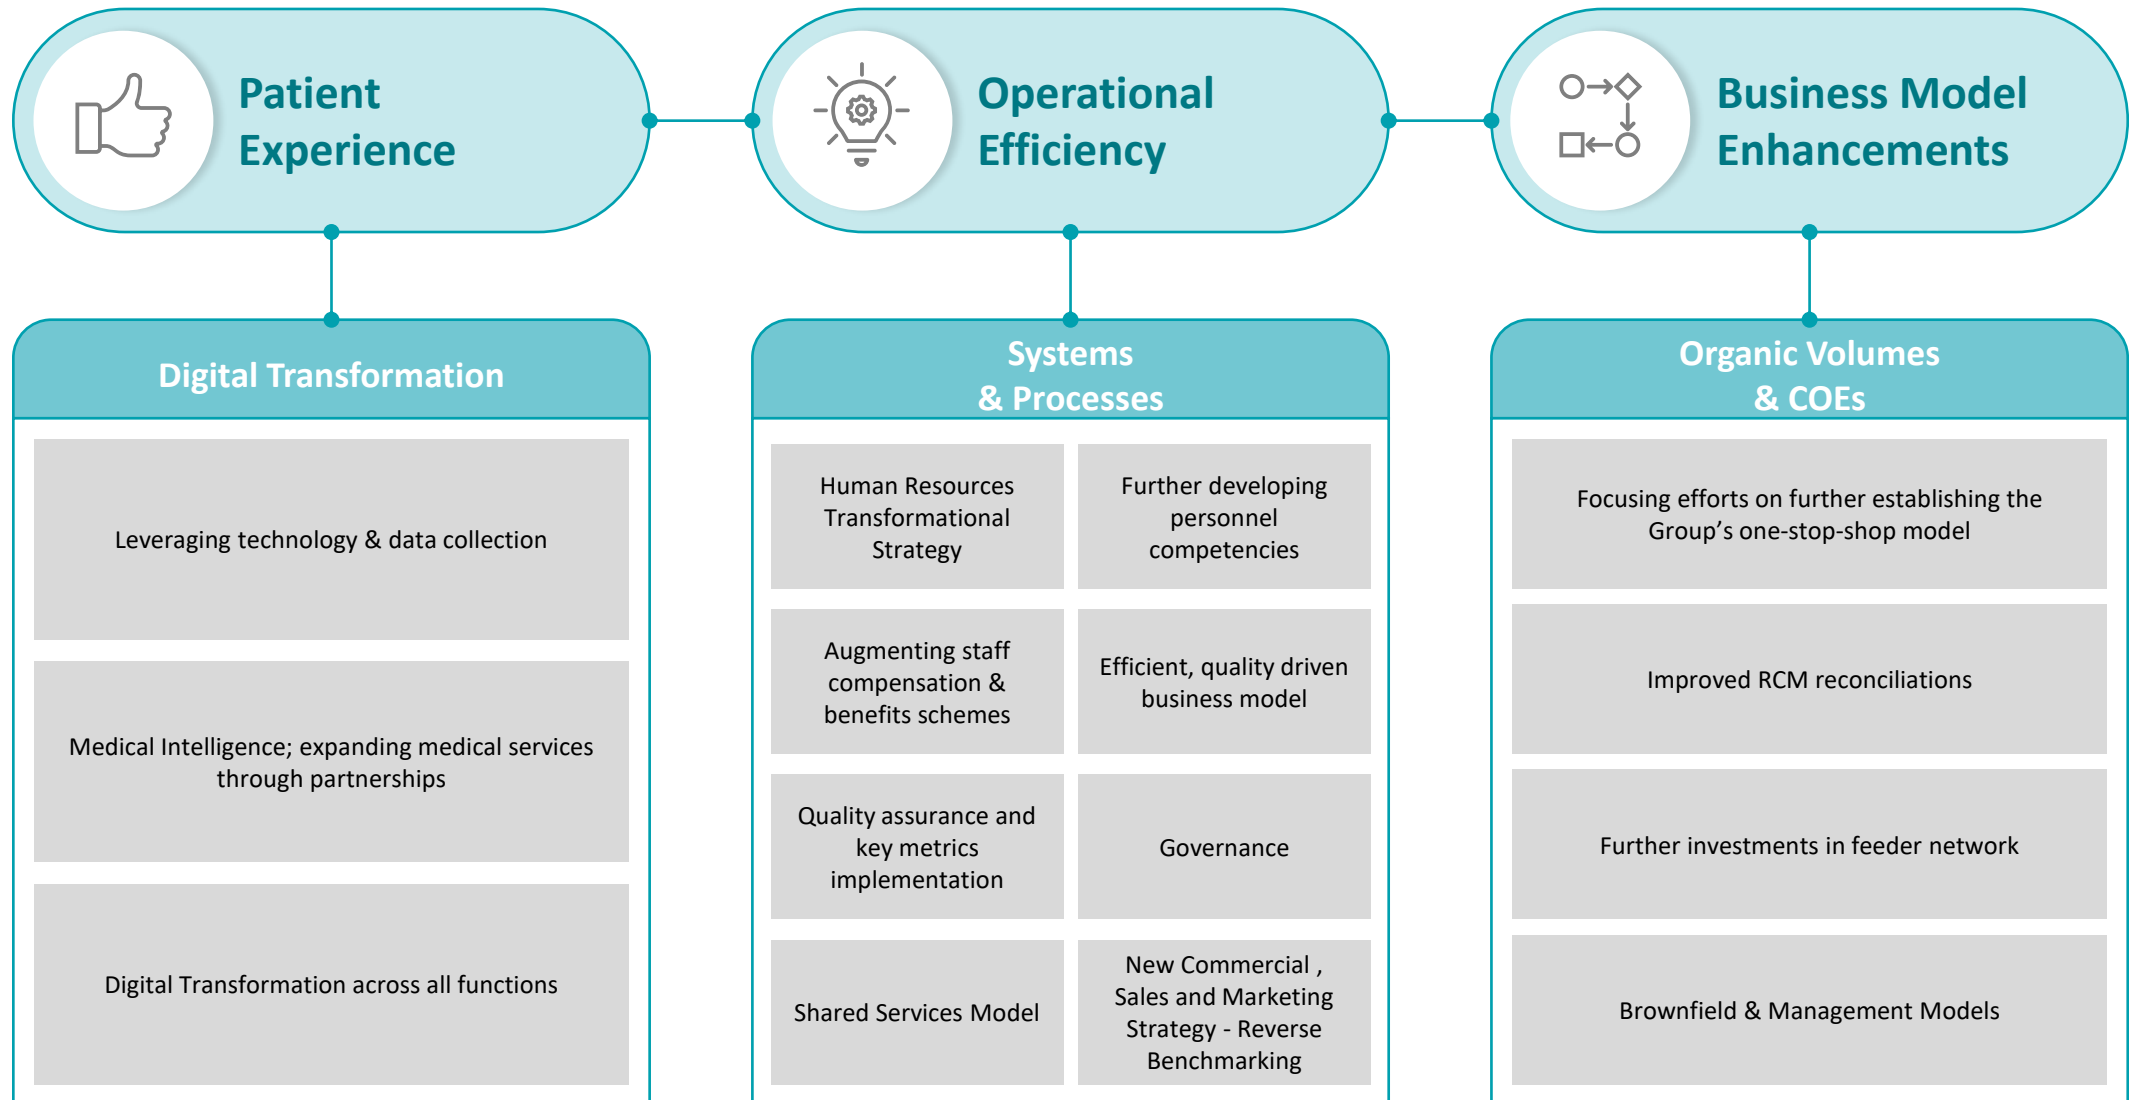 Patient
Experience
Operational
Efficiency
Business Model
Enhancements
Digital Transformation
Leveraging technology & data collection
Medical Intelligence; expanding medical services
through partnerships
Digital Transformation across all functions
Systems
& Processes
Human Resources
Transformational
Strategy
Further developing
personnel
competencies
Augmenting staff
compensation &
benefits schemes
Efficient, quality driven
business model
Quality assurance and
key metrics
implementation
Governance
Shared Services Model
New Commercial ,
Sales and Marketing
Strategy - Reverse
Benchmarking
Organic Volumes
& COEs
Focusing efforts on further establishing the
Group’s one-stop-shop model
Improved RCM reconciliations
Further investments in feeder network
Brownfield & Management Models